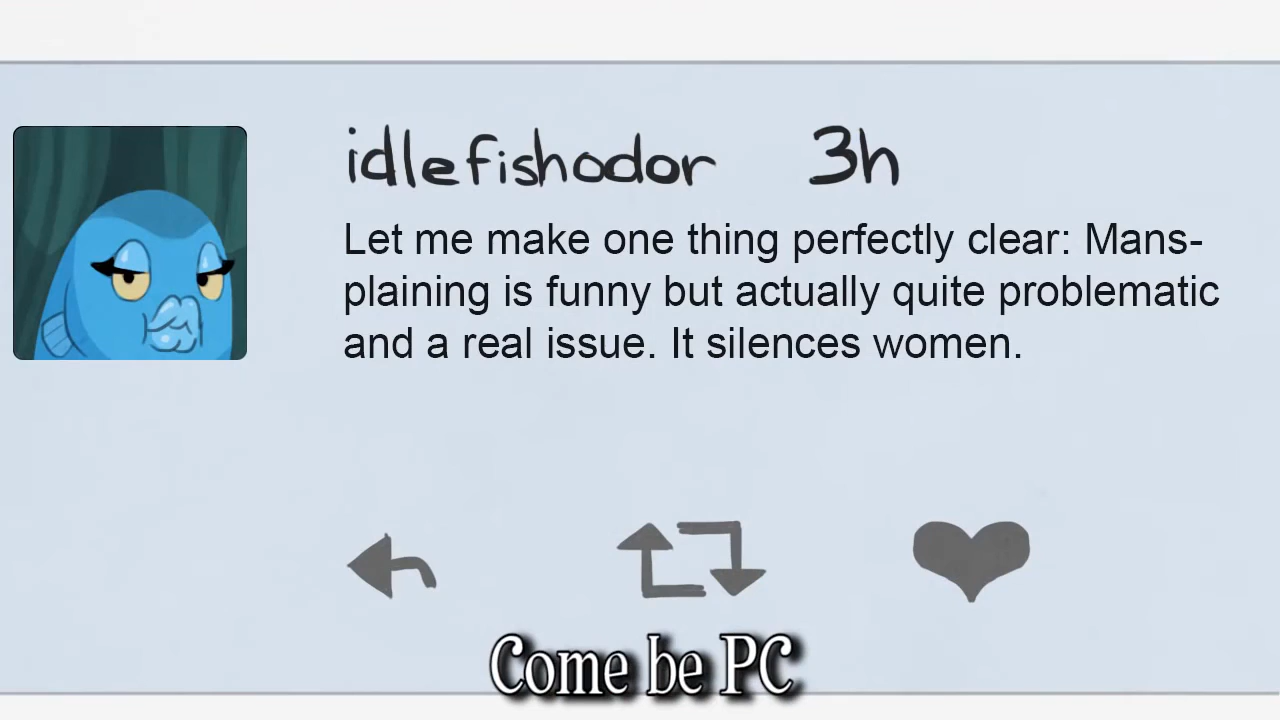 idlefishodor 3h
Let me make one thing perfectly clear: Mans-
plaining is funny but actually quite problematic
and a real issue. It silences women.
Come be PC